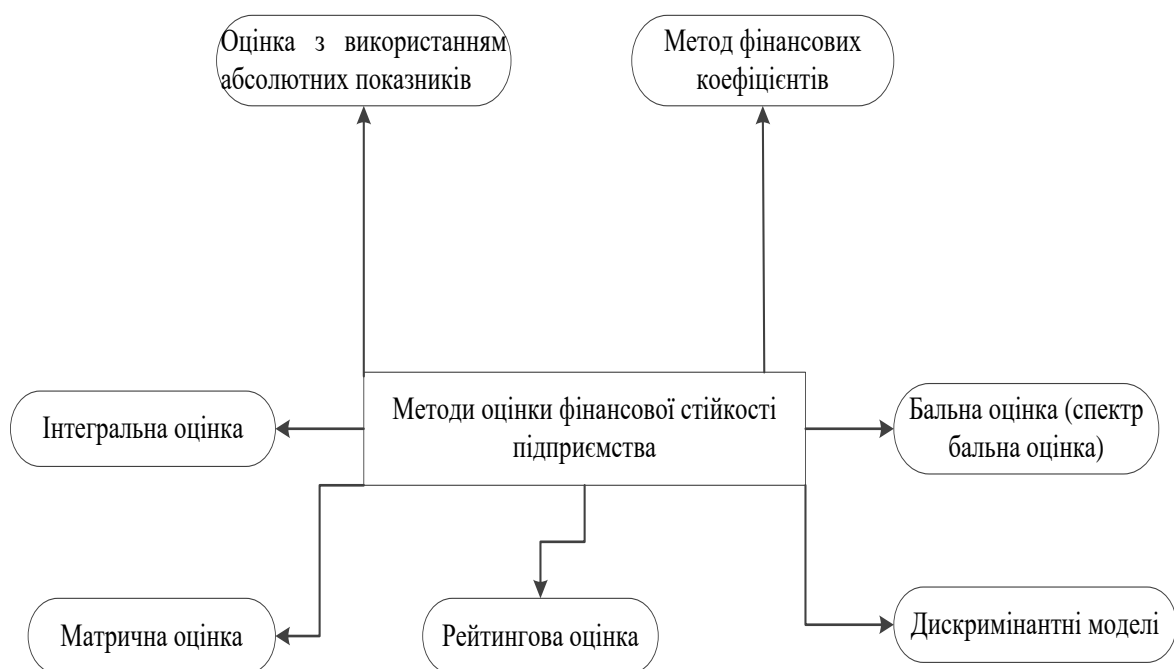 Оцінка з використанням
абсолютних показників
Метод фінансових
коефіцієнтів
Методи оцінки фінансової стійкості
підприємства
Інтегральна оцінка
Бальна оцінка (спектр
бальна оцінка)
Матрична оцінка
Рейтингова оцінка
Дискримінантні моделі